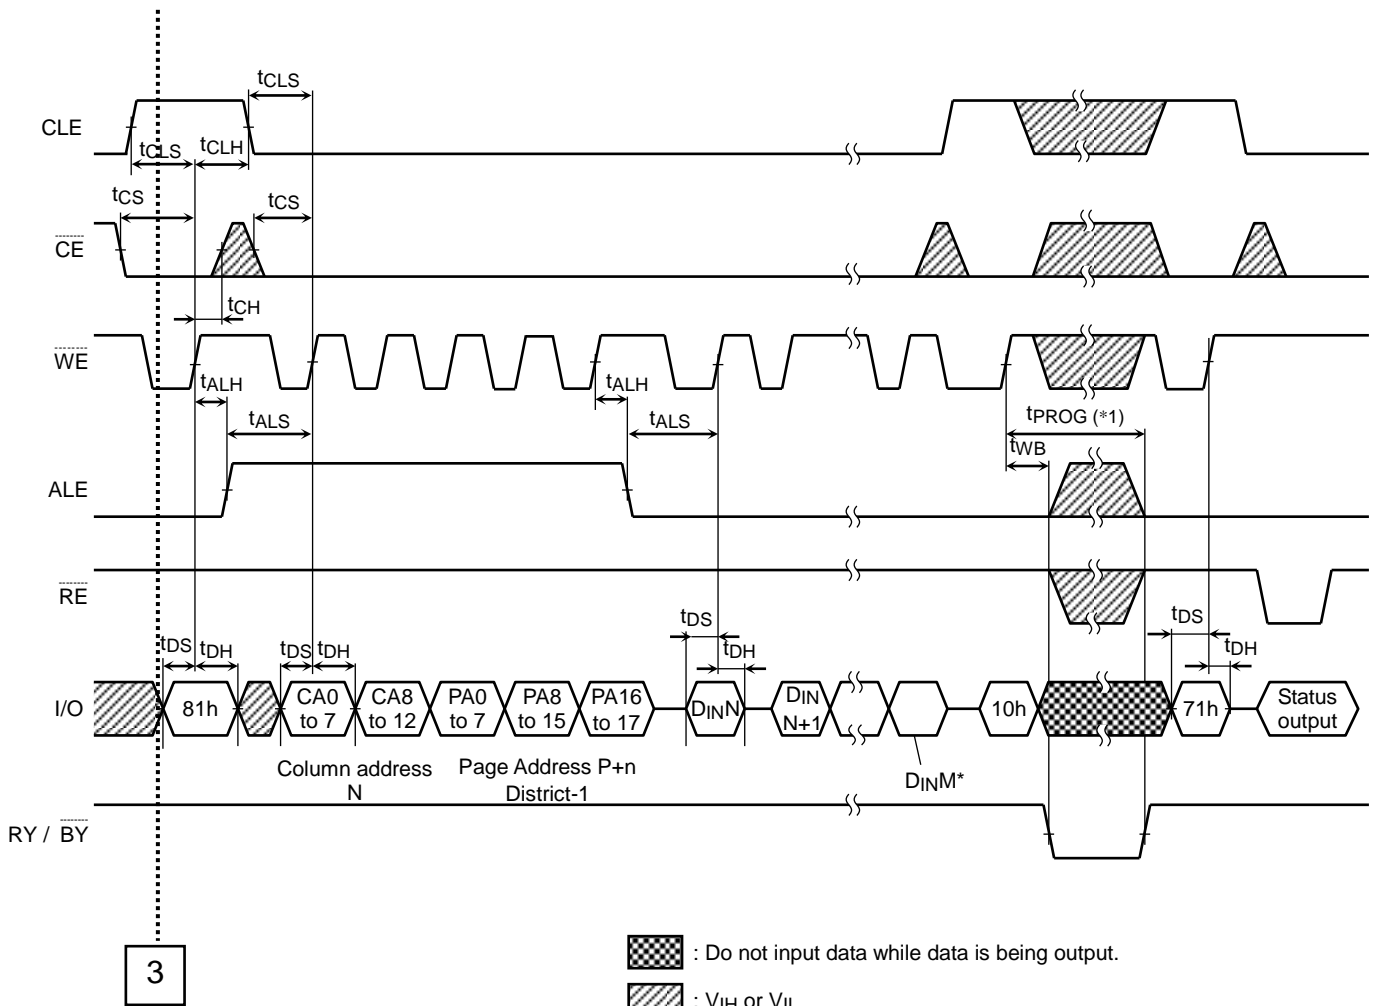 tCLS
CLE
tCLS
tCLH
tCS
tCS
CE
tCH
WE
tALH
tALH
tALS
tALS
tPROG (*1)
tWB
ALE
RE
tDS
tDH
tDS
tDH
tDS
tDH
tDS
tDH
I/O
81h
CA0 to 7
CA8 to 12
PA0 to 7
PA8 to 15
PA16 to 17
DINN
DIN N+1
10h
71h
Status output
Column address N
Page Address P+n District-1
DINM*
RY / BY
3
: Do not input data while data is being output.
: VIH or VIL